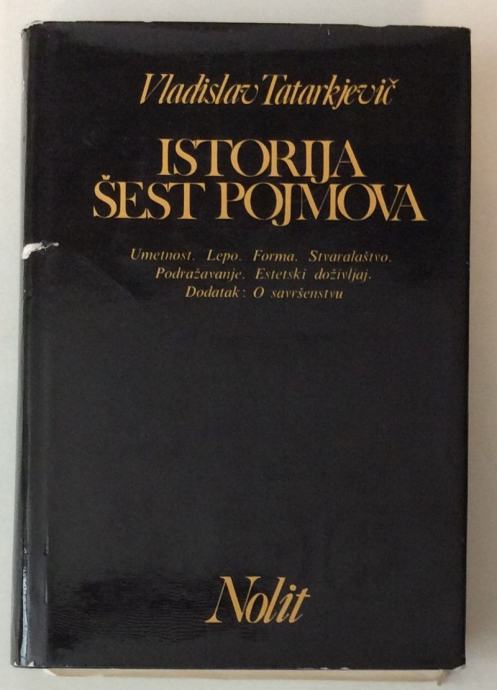 Vladislav Tatarkjevič
ISTORIJA
ŠEST POJMOVA
Umetnost. Lepo. Forma. Stvaralaštvo.
Podražavanje. Estetski doživljaj.
Dodatak: O savršenstvu
Nolit